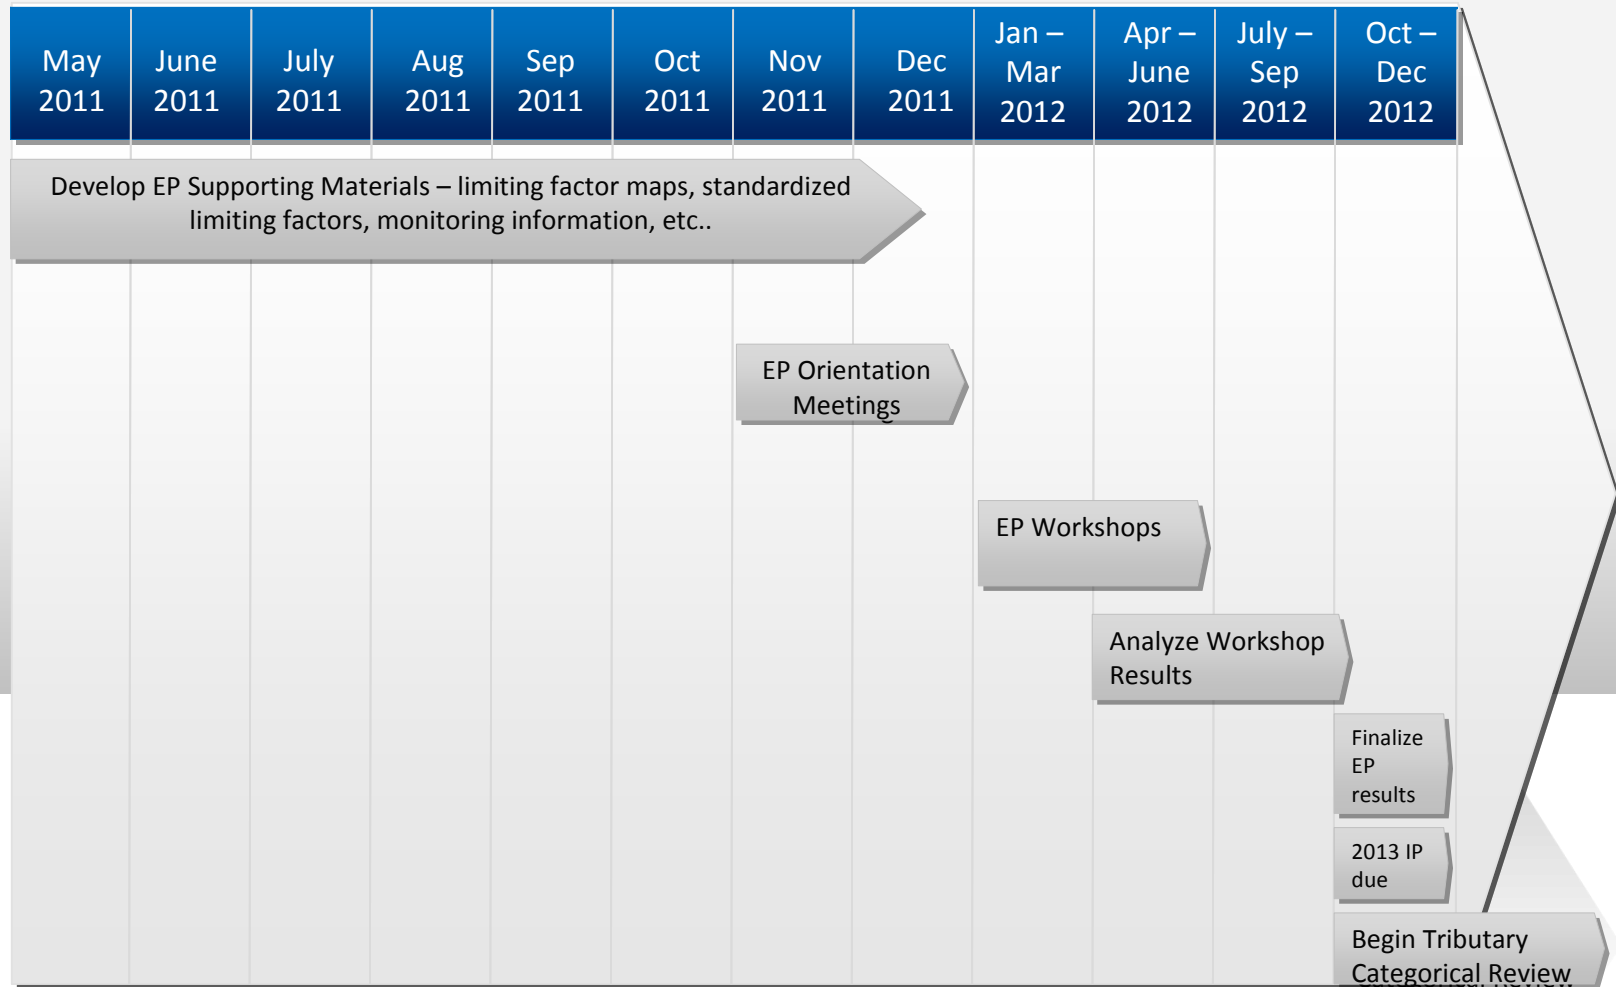 May
2011
June
2011
July
2011
Aug
2011
Sep
2011
Oct
2011
Nov
2011
Dec
2011
Jan –
Mar
2012
Apr –
June
2012
July –
Sep
2012
Oct –
Dec
2012
Develop EP Supporting Materials – limiting factor maps, standardized
limiting factors, monitoring information, etc..
EP Orientation
Meetings
EP Workshops
Analyze Workshop
Results
Finalize
EP
results
2013 IP
due
Begin Tributary
Categorical Review